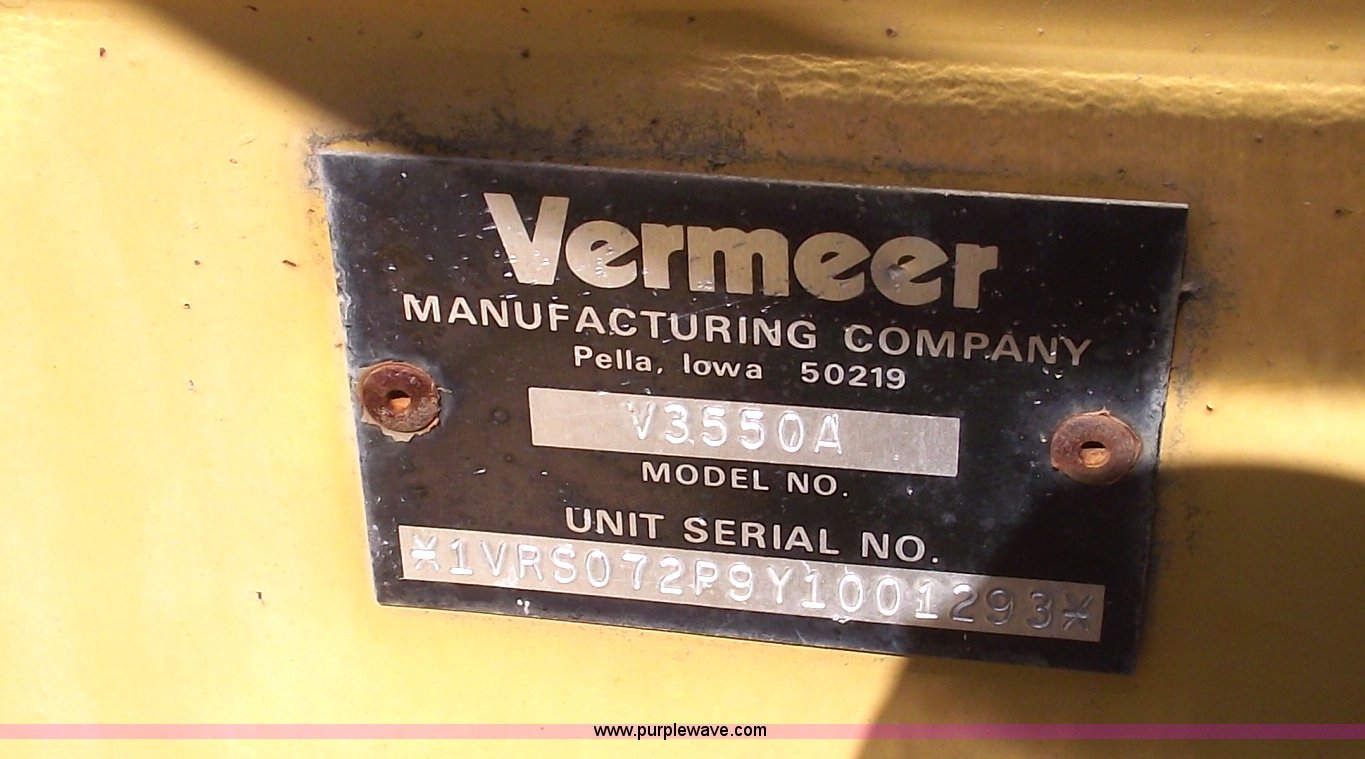 Vermeer
MANUFACTURING COMPANY
Pella, Iowa 50219
V3550A
MODEL NO.
UNIT SERIAL NO.
*1VRS072P9Y1001293*
www.purplewave.com